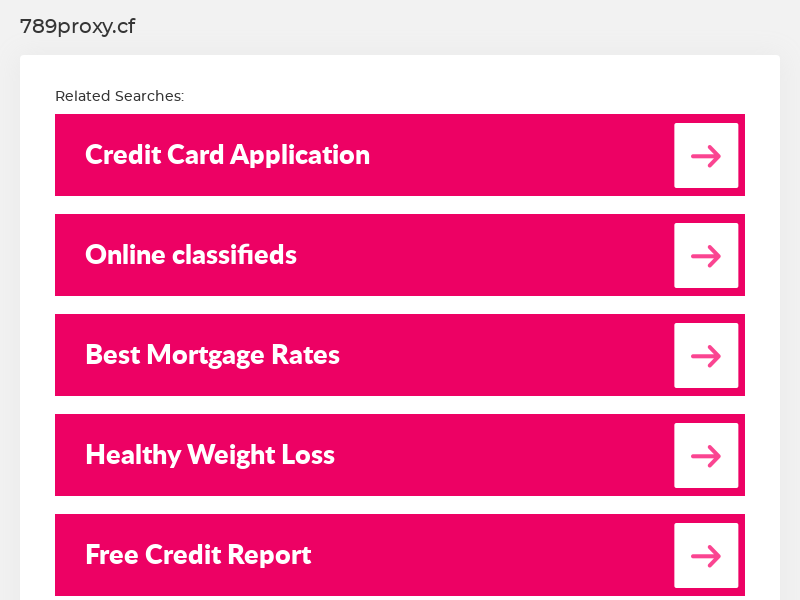 789proxy.cf
Related Searches:
Credit Card Application
Online classifieds
Best Mortgage Rates
Healthy Weight Loss
Free Credit Report